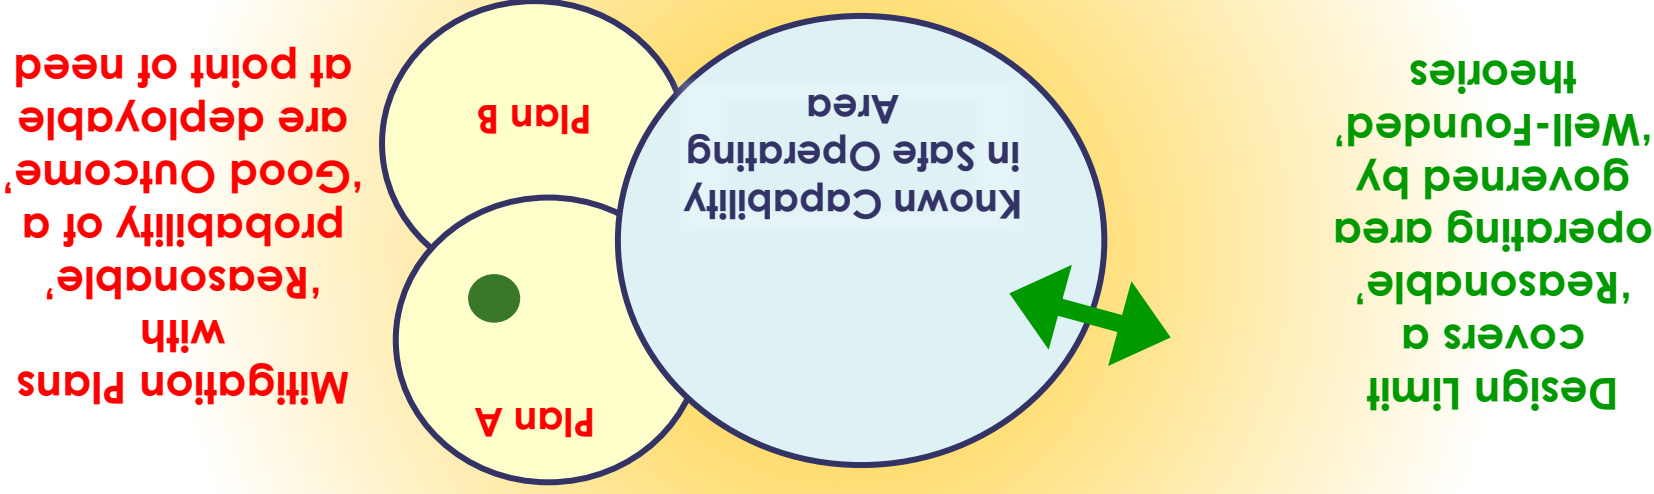 Design Limit
covers a
‘Reasonable’
operating area
governed by
‘Well-Founded’
theories
Known Capability
in Safe Operating
Area
Plan A
Plan B
Mitigation Plans
with
‘Reasonable’
probability of a
‘Good Outcome’
are deployable
at point of need